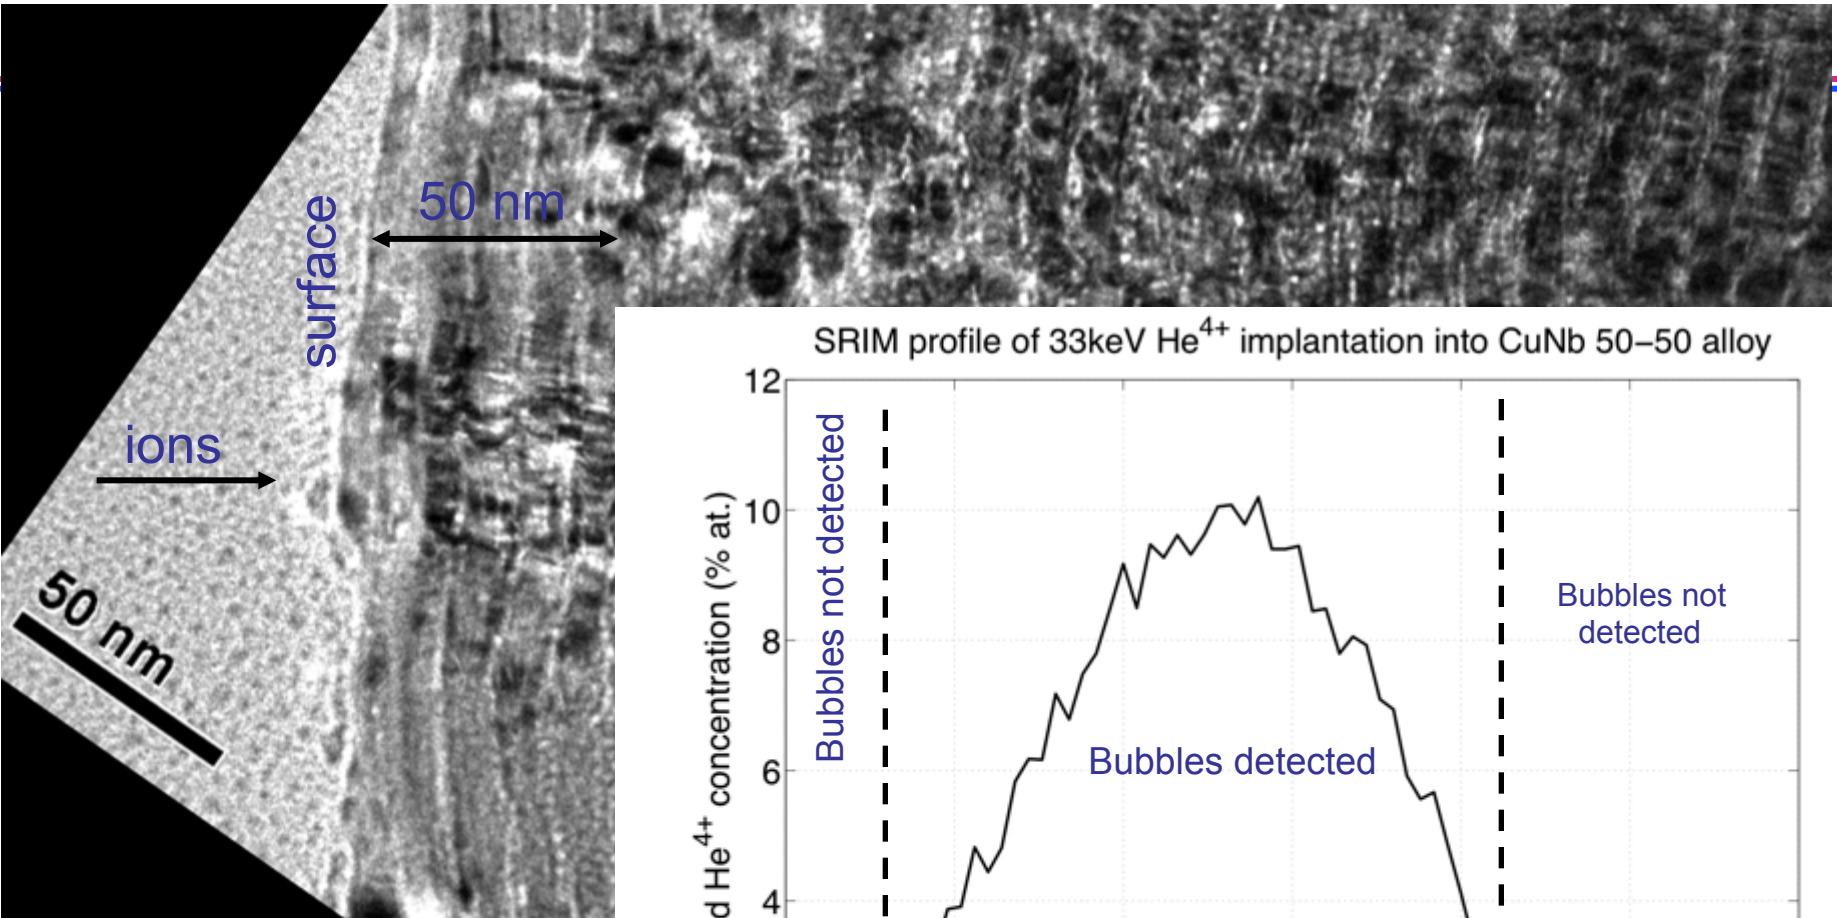 50 nm
surface
ions
50 nm
SRIM profile of 33keV He4+ implantation into CuNb 50–50 alloy
12
10
8
6
4
d He4+ concentration (% at.)
Bubbles not detected
Bubbles detected
Bubbles not
detected